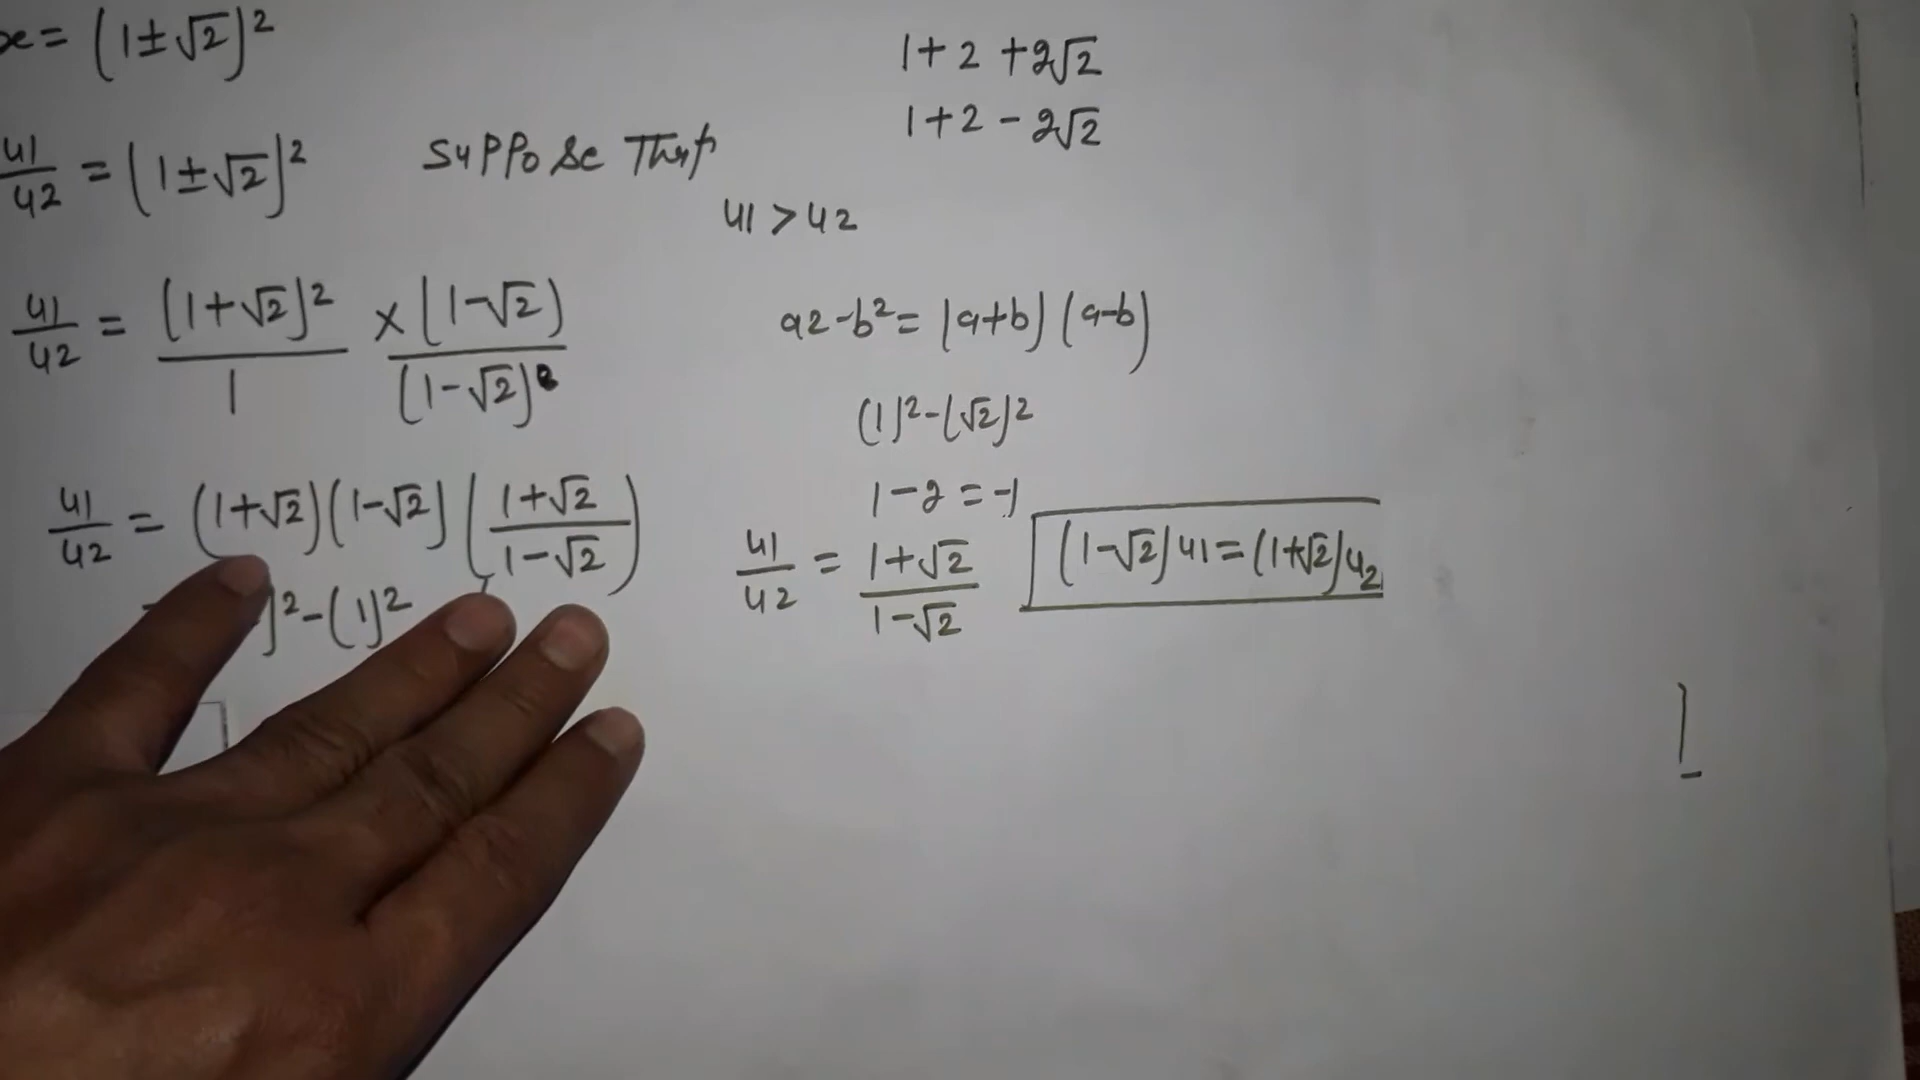 x = (1±√2)²
u1/u2 = (1±√2)² suppose That
u1 > u2
u1/u2 = (1+√2)²/1 × (1-√2)/(1-√2)
u1/u2 = (1+√2)(1-√2) ((1+√2)/(1-√2))
)² - (1)²
1+2 +2√2
1+2 - 2√2
a2-b² = (a+b)(a-b)
(1)²-(√2)²
1-2 = -1
u1/u2 = (1+√2)/(1-√2) (1-√2)u1 = (1+√2)u2